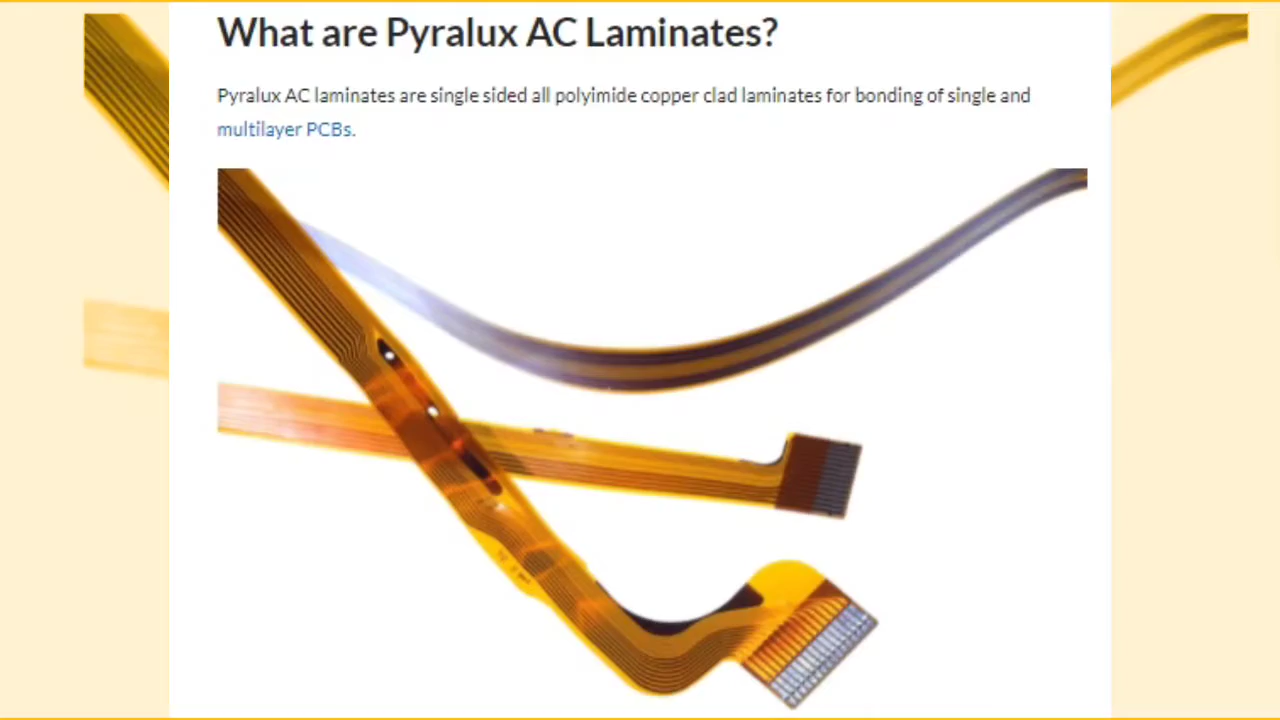 What are Pyralux AC Laminates?
Pyralux AC laminates are single sided all polyimide copper clad laminates for bonding of single and
multilayer PCBs.